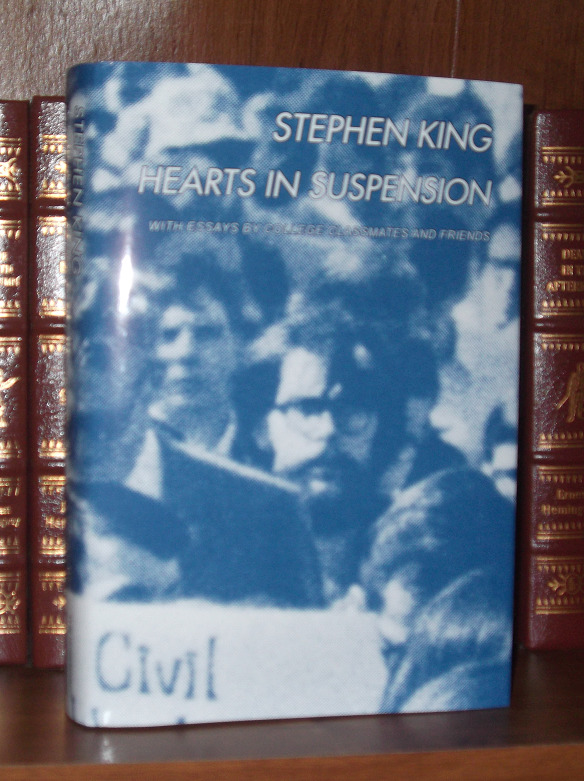 STEPHEN KING
STEPHEN KING
HEARTS IN SUSPENSION
WITH ESSAYS BY COLLEGE CLASSMATES AND FRIENDS
Civil